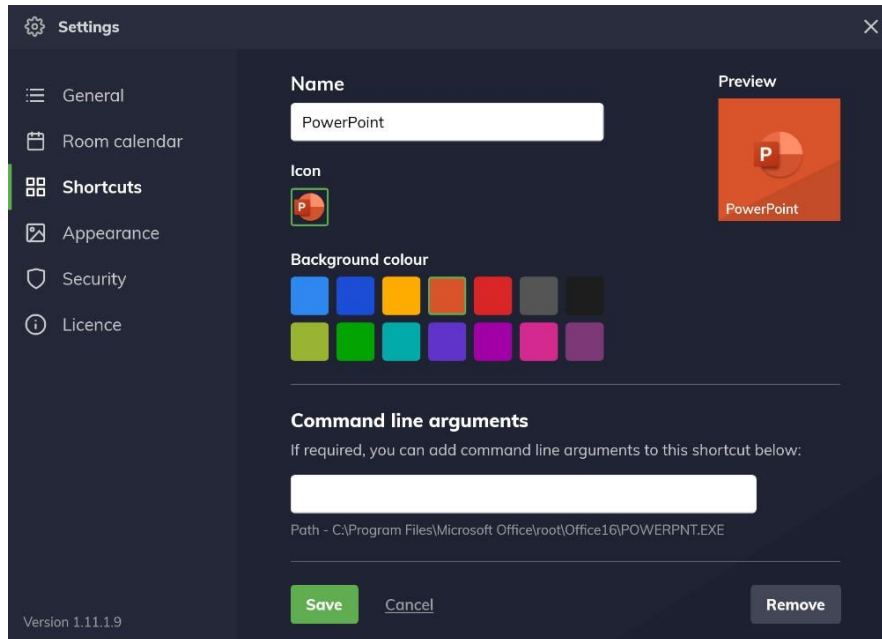 Settings
General
Room calendar
Shortcuts
Appearance
Security
Licence
Version 1.11.1.9
Name
PowerPoint
Icon
P
Background colour
Preview
P
PowerPoint
Command line arguments
If required, you can add command line arguments to this shortcut below:
Path - C:\Program Files\Microsoft Office\root\Office16\POWERPNT.EXE
Save
Cancel
Remove